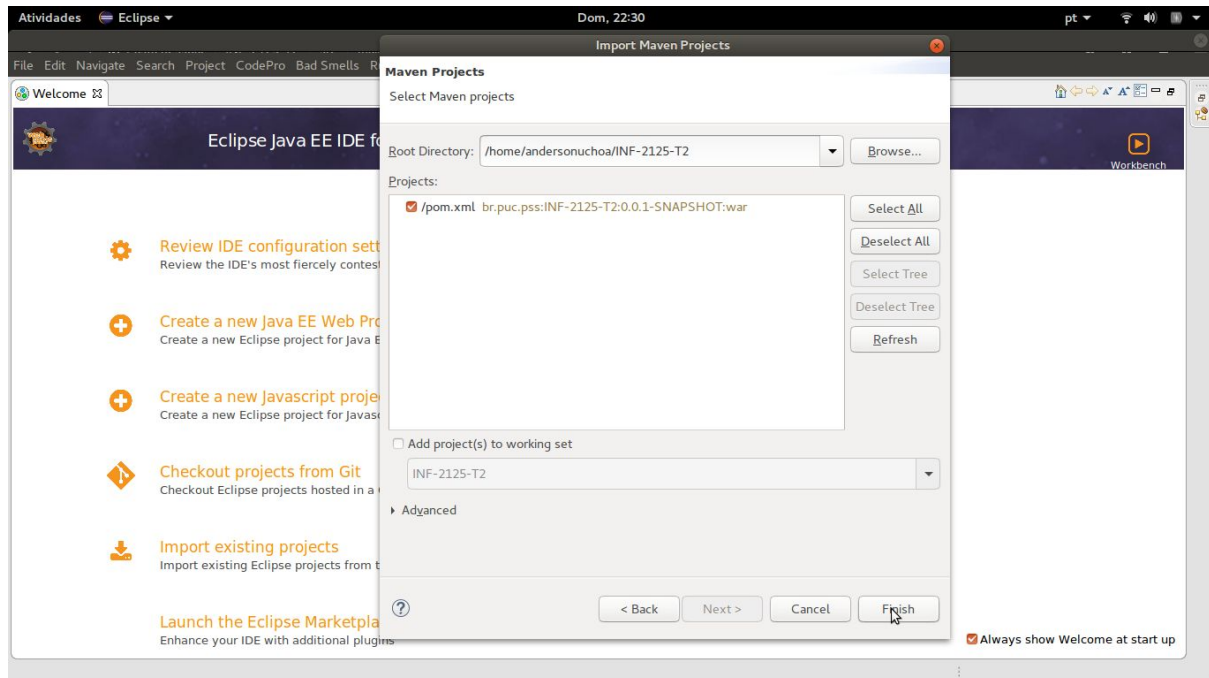 Atividades Eclipse Dom, 22:30 pt
Import Maven Projects
File Edit Navigate Search Project CodePro Bad Smells R
Welcome
Eclipse Java EE IDE fo
Workbench
Maven Projects
Select Maven projects
Root Directory: /home/andersonuchoa/INF-2125-T2 Browse...
Projects:
/pom.xml br.puc.pss:INF-2125-T2:0.0.1-SNAPSHOT:war
Select All
Deselect All
Select Tree
Deselect Tree
Refresh
Add project(s) to working set
INF-2125-T2
Advanced
< Back Next > Cancel Finish
Review IDE configuration sett
Review the IDE's most fiercely contest
Create a new Java EE Web Pro
Create a new Eclipse project for Java E
Create a new Javascript proje
Create a new Eclipse project for Javasc
Checkout projects from Git
Checkout Eclipse projects hosted in a
Import existing projects
Import existing Eclipse projects from t
Launch the Eclipse Marketpla
Enhance your IDE with additional plugins
Always show Welcome at start up